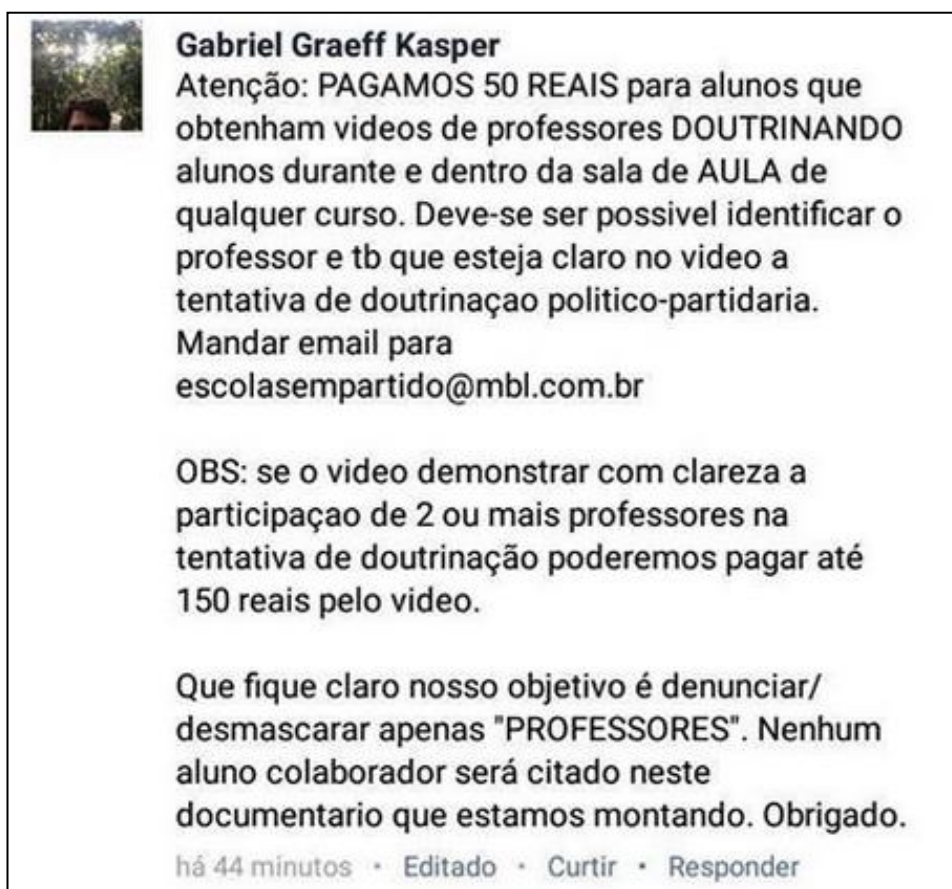 Gabriel Graeff Kasper
Atenção: PAGAMOS 50 REAIS para alunos que
obtenham videos de professores DOUTRINANDO
alunos durante e dentro da sala de AULA de
qualquer curso. Deve-se ser possivel identificar o
professor e tb que esteja claro no video a
tentativa de doutrinaçao politico-partidaria.
Mandar email para
escolasempartido@mbl.com.br
OBS: se o video demonstrar com clareza a
participaçao de 2 ou mais professores na
tentativa de doutrinação poderemos pagar até
150 reais pelo video.
Que fique claro nosso objetivo é denunciar/
desmascarar apenas "PROFESSORES". Nenhum
aluno colaborador será citado neste
documentario que estamos montando. Obrigado.
há 44 minutos · Editado · Curtir · Responder